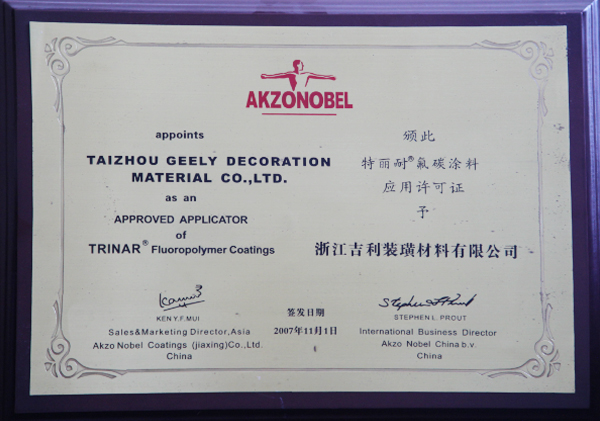 AKZONOBEL
appoints
TAIZHOU GEELY DECORATION
MATERIAL CO.,LTD.
as an
APPROVED APPLICATOR
of
TRINAR® Fluoropolymer Coatings
颁此
特丽耐®氟碳涂料
应用许可证
予
浙江吉利装璜材料有限公司
KEN Y.F.MUI
Sales&Marketing Director,Asia
Akzo Nobel Coatings (jiaxing)Co.,Ltd.
China
签发日期
2007年11月1日
Stephen L Prout
STEPHEN L. PROUT
International Business Director
Akzo Nobel China b.v.
China